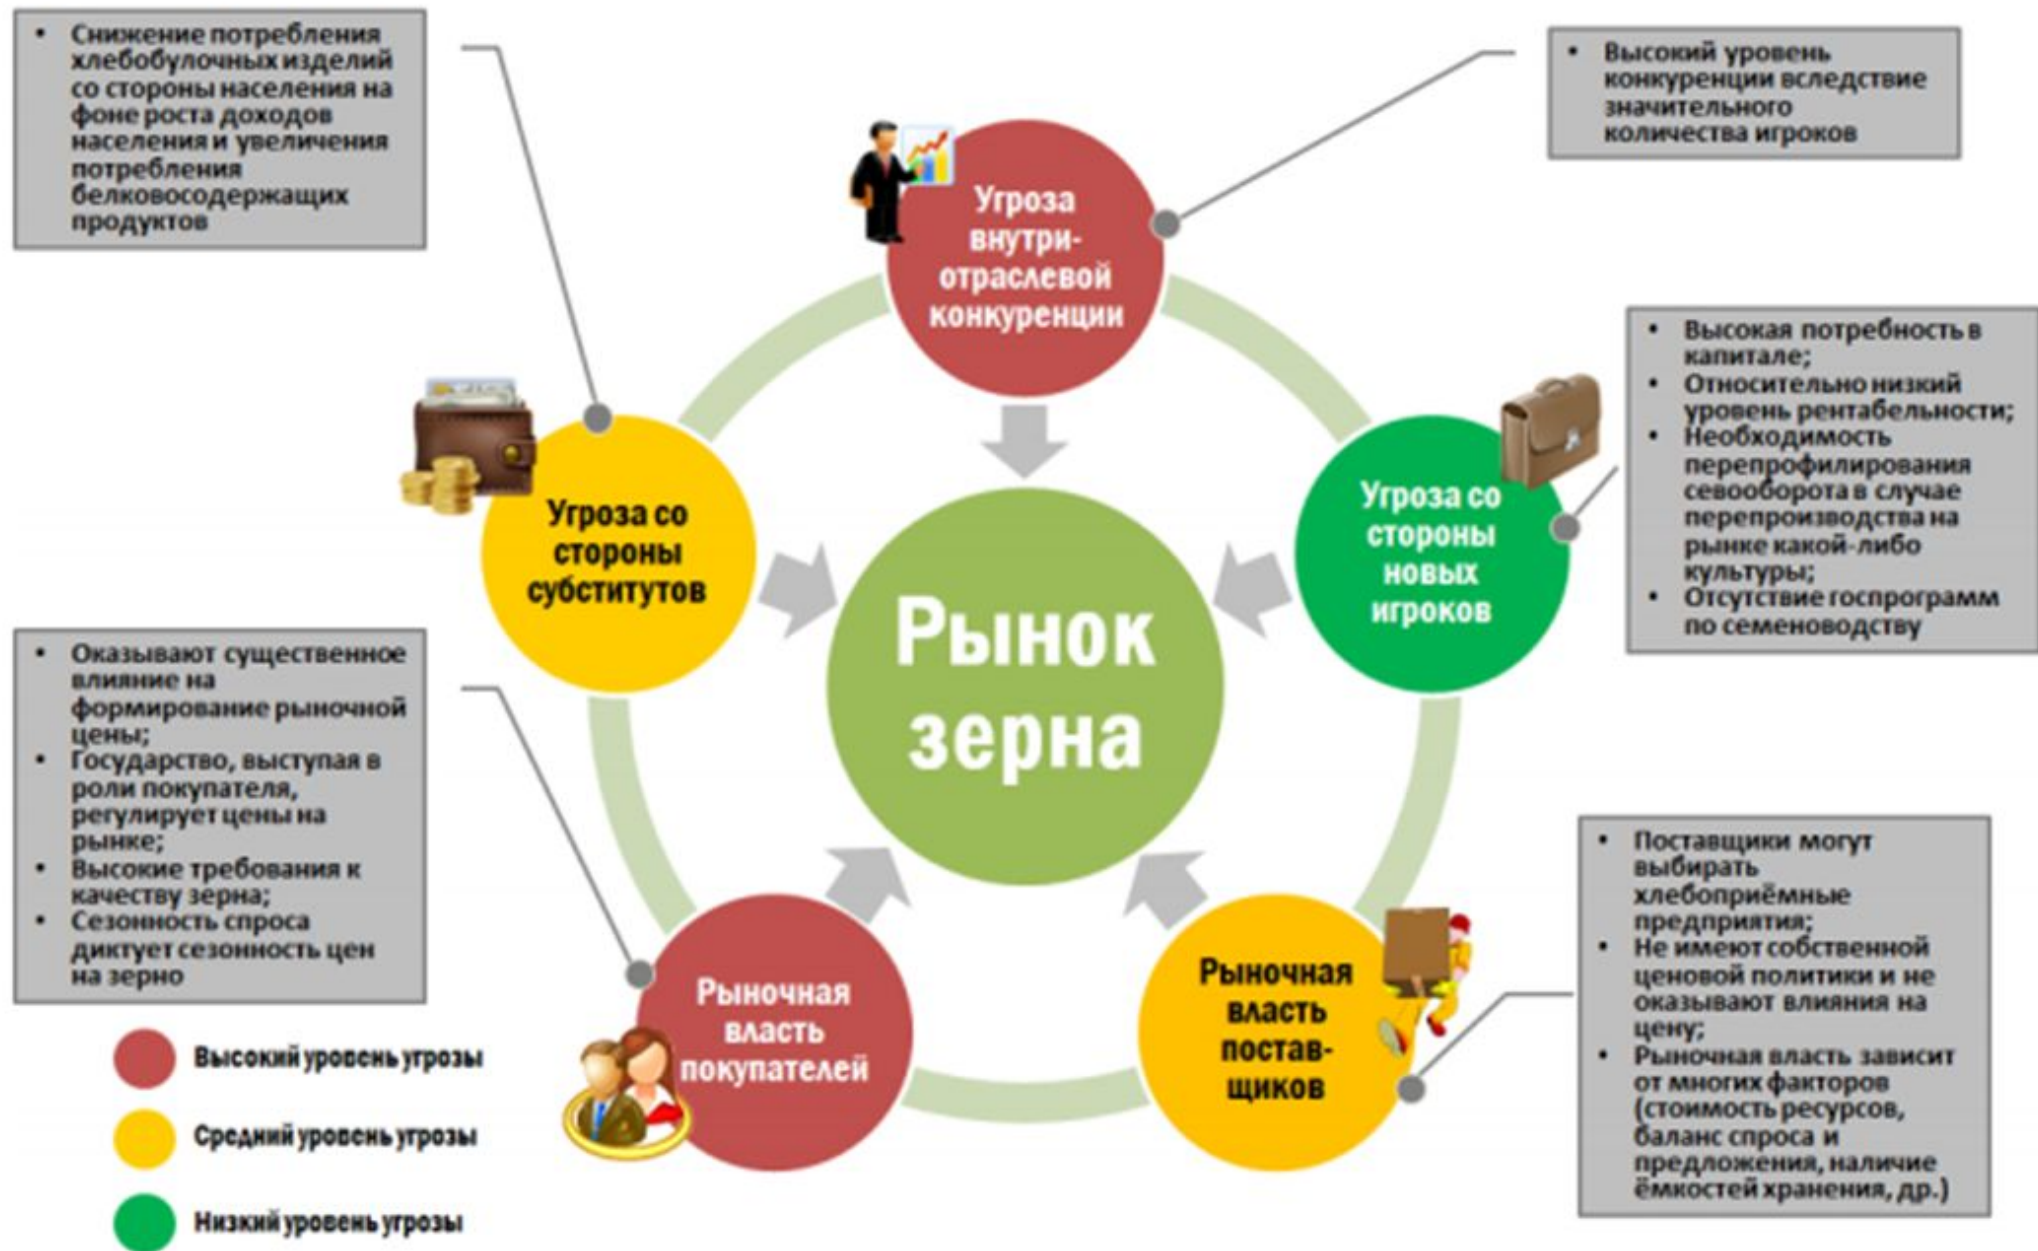 • Снижение потребления
хлебобулочных изделий
со стороны населения на
фоне роста доходов
населения и увеличения
потребления
белковосодержащих
продуктов
• Высокий уровень
конкуренции вследствие
значительного
количества игроков
Угроза
внутри-
отраслевой
конкуренции
• Высокая потребность в
капитале;
• Относительно низкий
уровень рентабельности;
• Необходимость
перепрофилирования
севооборота в случае
перепроизводства на
рынке какой-либо
культуры;
• Отсутствие госпрограмм
по семеноводству
Угроза со
стороны
субститутов
Угроза со
стороны
новых
игроков
Рынок
зерна
• Оказывают существенное
влияние на
формирование рыночной
цены;
• Государство, выступая в
роли покупателя,
регулирует цены на
рынке;
• Высокие требования к
качеству зерна;
• Сезонность спроса
диктует сезонность цен
на зерно
Рыночная
власть
покупателей
Рыночная
власть
постав-
щиков
• Поставщики могут
выбирать
хлебоприёмные
предприятия;
• Не имеют собственной
ценовой политики и не
оказывают влияния на
цену;
• Рыночная власть зависит
от многих факторов
(стоимость ресурсов,
баланс спроса и
предложения, наличие
ёмкостей хранения, др.)
Высокий уровень угрозы
Средний уровень угрозы
Низкий уровень угрозы